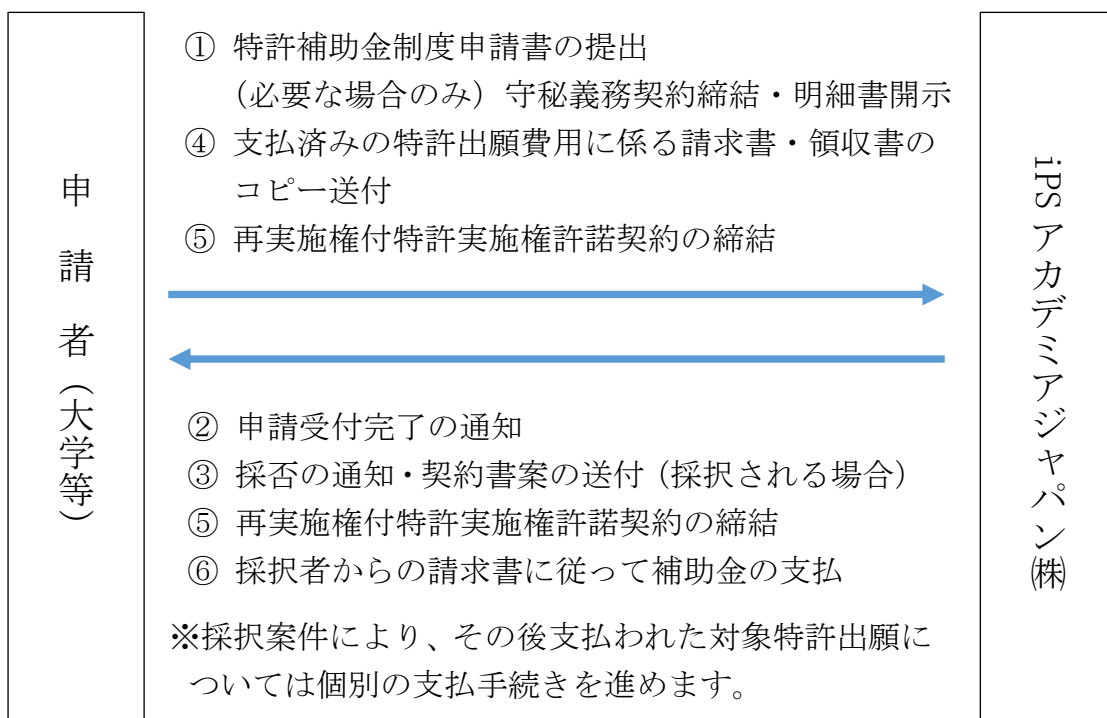 申請者(大学等)
① 特許補助金制度申請書の提出
(必要な場合のみ)守秘義務契約締結・明細書開示
④ 支払済みの特許出願費用に係る請求書・領収書の
コピー送付
⑤ 再実施権付特許実施権許諾契約の締結
② 申請受付完了の通知
③ 採否の通知・契約書案の送付(採択される場合)
⑤ 再実施権付特許実施権許諾契約の締結
⑥ 採択者からの請求書に従って補助金の支払
※採択案件により、その後支払われた対象特許出願に
ついては個別の支払手続きを進めます。
iPSアカデミアジャパン㈱